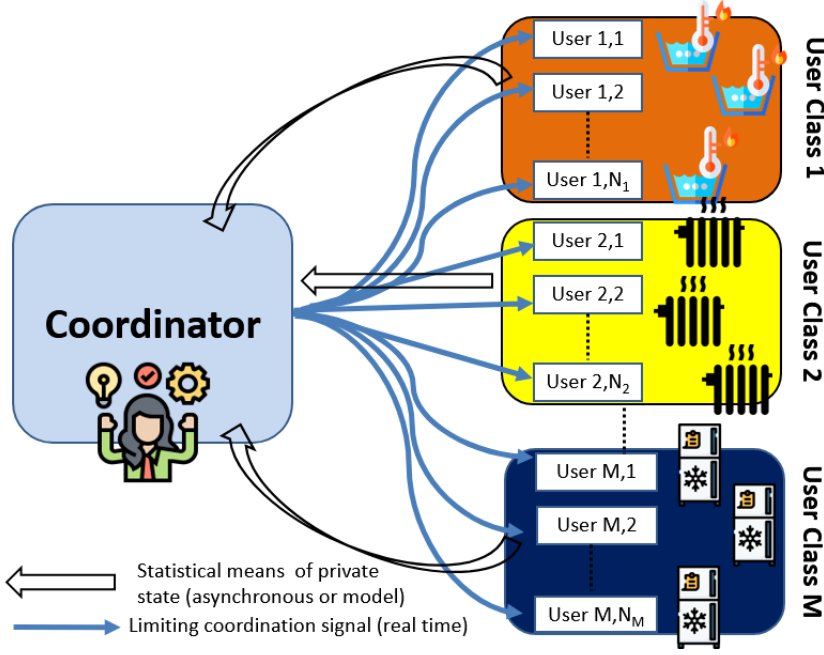 User 1,1
User 1,2
User 1,N₁
User Class 1
User 2,1
User 2,2
User 2,N₂
User Class 2
Coordinator
User M,1
User M,2
User M,Nᴍ
User Class M
Statistical means of private
state (asynchronous or model)
Limiting coordination signal (real time)